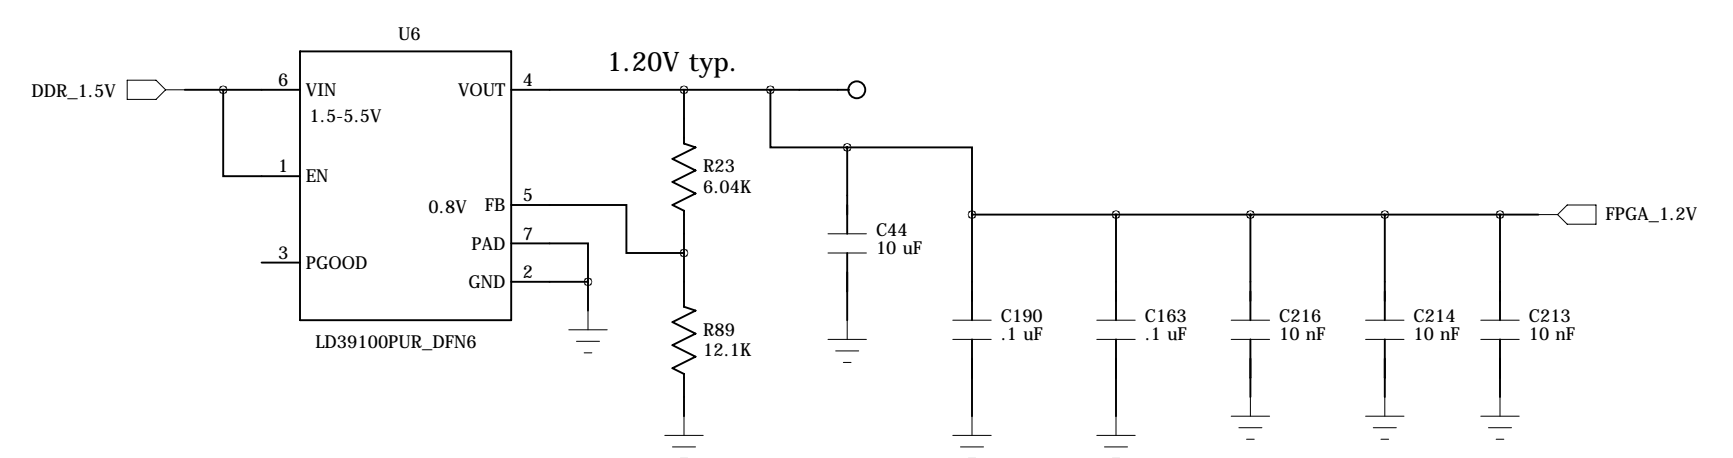 U6
1.20V typ.
DDR_1.5V
6
VIN
VOUT
4
1.5-5.5V
1
EN
R23
6.04K
0.8V
FB
5
PAD
7
3
PGOOD
GND
2
LD39100PUR_DFN6
R89
12.1K
C44
10 uF
FPGA_1.2V
C190
.1 uF
C163
.1 uF
C216
10 nF
C214
10 nF
C213
10 nF